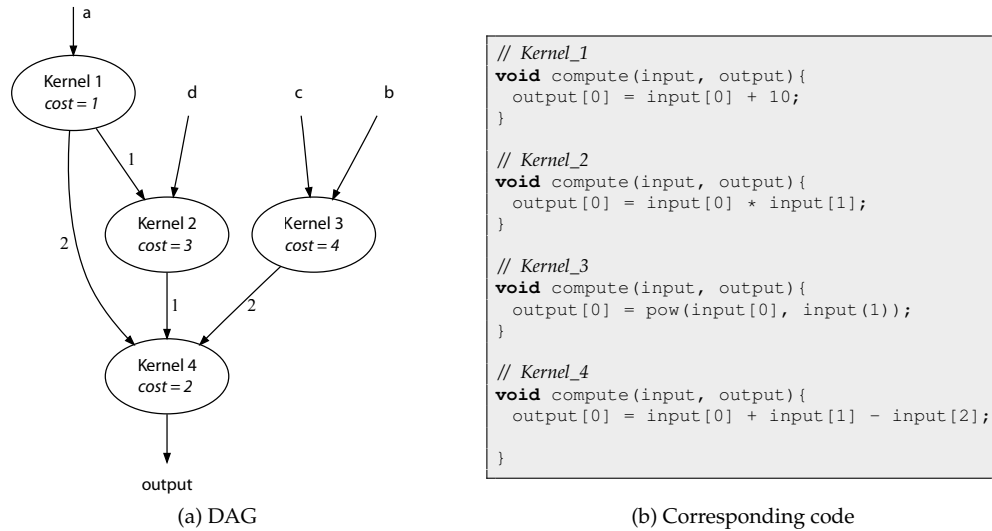 a
Kernel 1
cost = 1
d
c
b
1
Kernel 2
cost = 3
Kernel 3
cost = 4
2
1
2
Kernel 4
cost = 2
output
(a) DAG
// Kernel_1
void compute(input, output){
output[0] = input[0] + 10;
}
// Kernel_2
void compute(input, output){
output[0] = input[0] * input[1];
}
// Kernel_3
void compute(input, output){
output[0] = pow(input[0], input(1));
}
// Kernel_4
void compute(input, output){
output[0] = input[0] + input[1] - input[2];
}
(b) Corresponding code